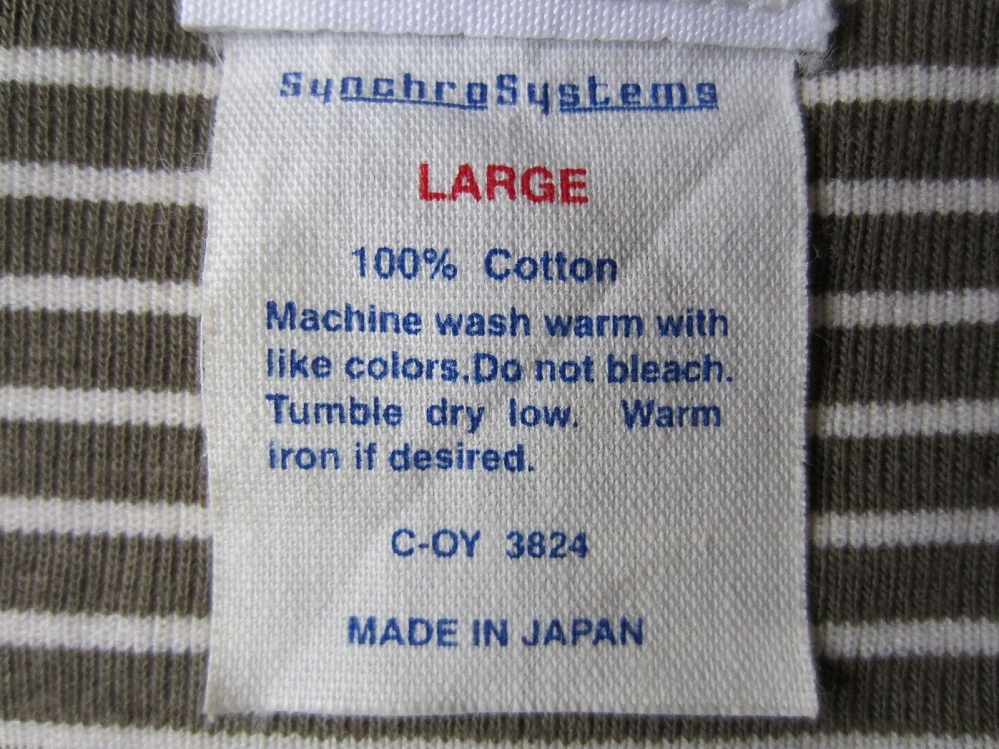 SynchroSystems
LARGE
100% Cotton
Machine wash warm with
like colors.Do not bleach.
Tumble dry low. Warm
iron if desired.
C-OY 3824
MADE IN JAPAN